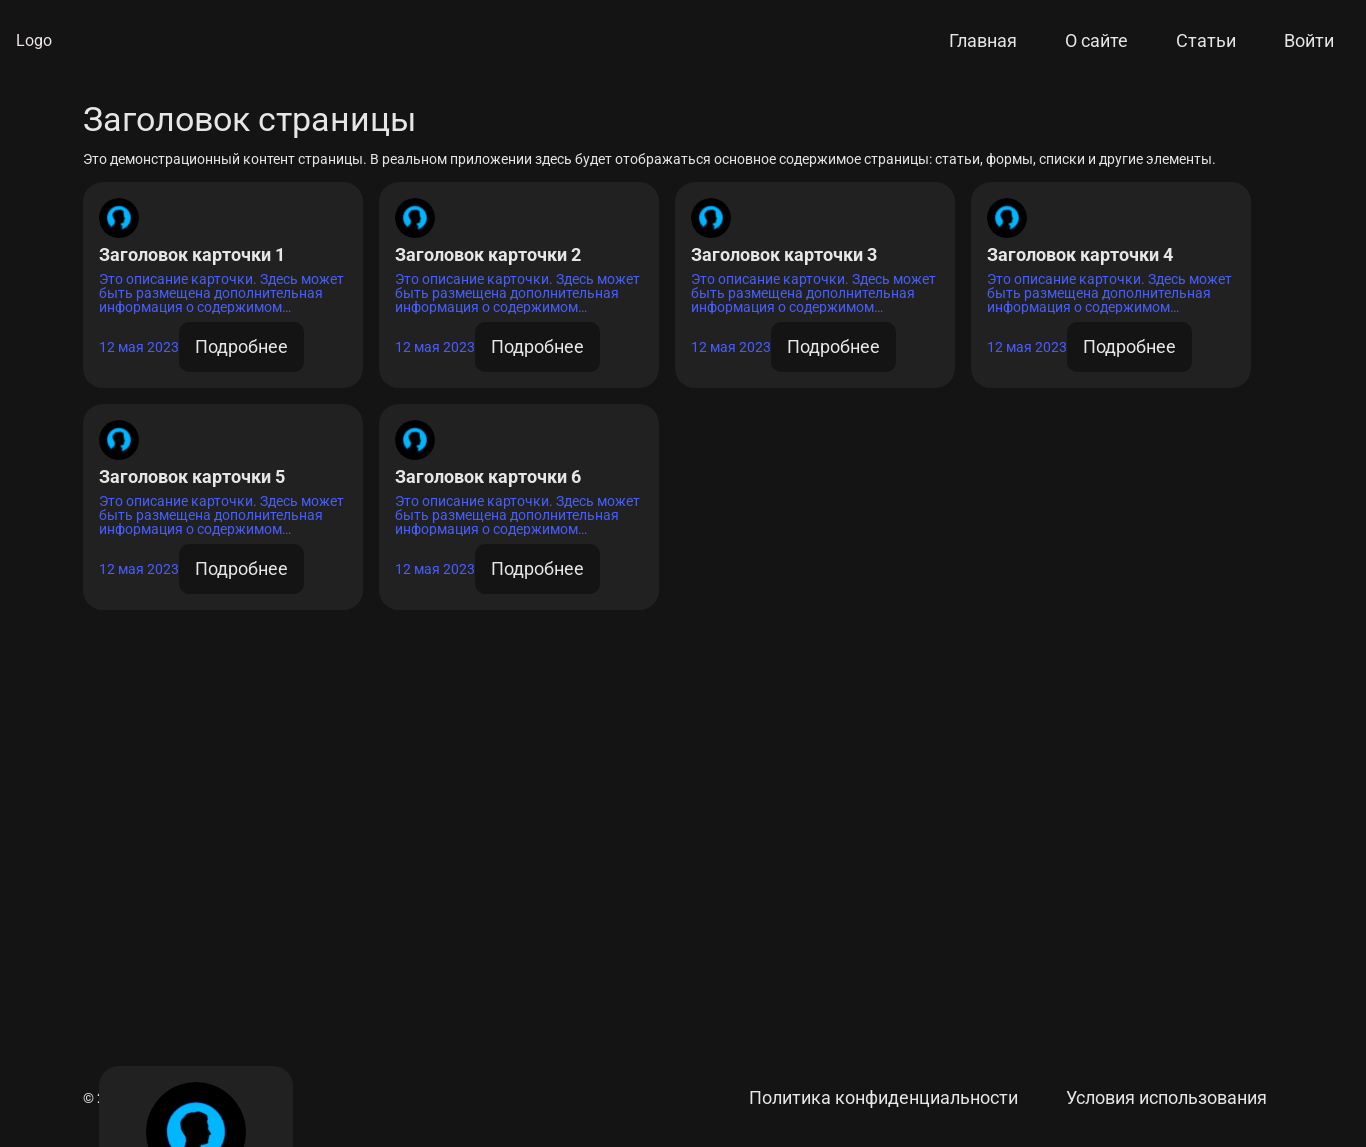 Logo
Главная
О сайте
Статьи
Войти
Заголовок страницы
Это демонстрационный контент страницы. В реальном приложении здесь будет отображаться основное содержимое страницы: статьи, формы, списки и другие элементы.
Заголовок карточки 1
Это описание карточки. Здесь может
быть размещена дополнительная
информация о содержимом...
12 мая 2023
Подробнее
Заголовок карточки 2
Это описание карточки. Здесь может
быть размещена дополнительная
информация о содержимом...
12 мая 2023
Подробнее
Заголовок карточки 3
Это описание карточки. Здесь может
быть размещена дополнительная
информация о содержимом...
12 мая 2023
Подробнее
Заголовок карточки 4
Это описание карточки. Здесь может
быть размещена дополнительная
информация о содержимом...
12 мая 2023
Подробнее
Заголовок карточки 5
Это описание карточки. Здесь может
быть размещена дополнительная
информация о содержимом...
12 мая 2023
Подробнее
Заголовок карточки 6
Это описание карточки. Здесь может
быть размещена дополнительная
информация о содержимом...
12 мая 2023
Подробнее
©
Политика конфиденциальности
Условия использования